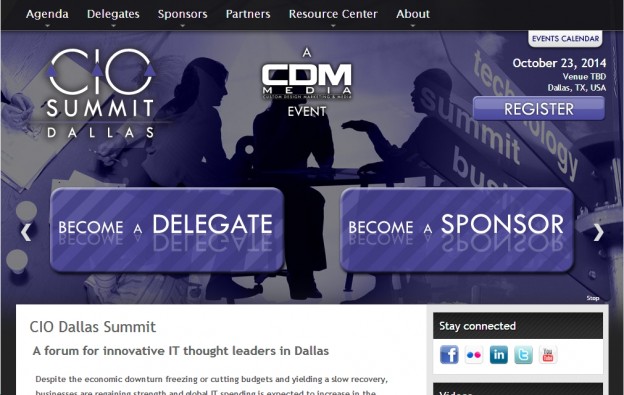 Agenda Delegates Sponsors Partners Resource Center About
EVENTS CALENDAR
October 23, 2014
Venue TBD
Dallas, TX, USA
REGISTER
CIO
SUMMIT
DALLAS
A
CDM
MEDIA
CUSTOM DESIGN MARKETING & MEDIA
EVENT
technology
summit
BECOME A DELEGATE
BECOME A SPONSOR
Stop
CIO Dallas Summit
A forum for innovative IT thought leaders in Dallas
Despite the economic downturn freezing or cutting budgets and yielding a slow recovery,
businesses are regaining strength and global IT spending is expected to increase in the
Stay connected
f
in
t
You
Tube
Videos